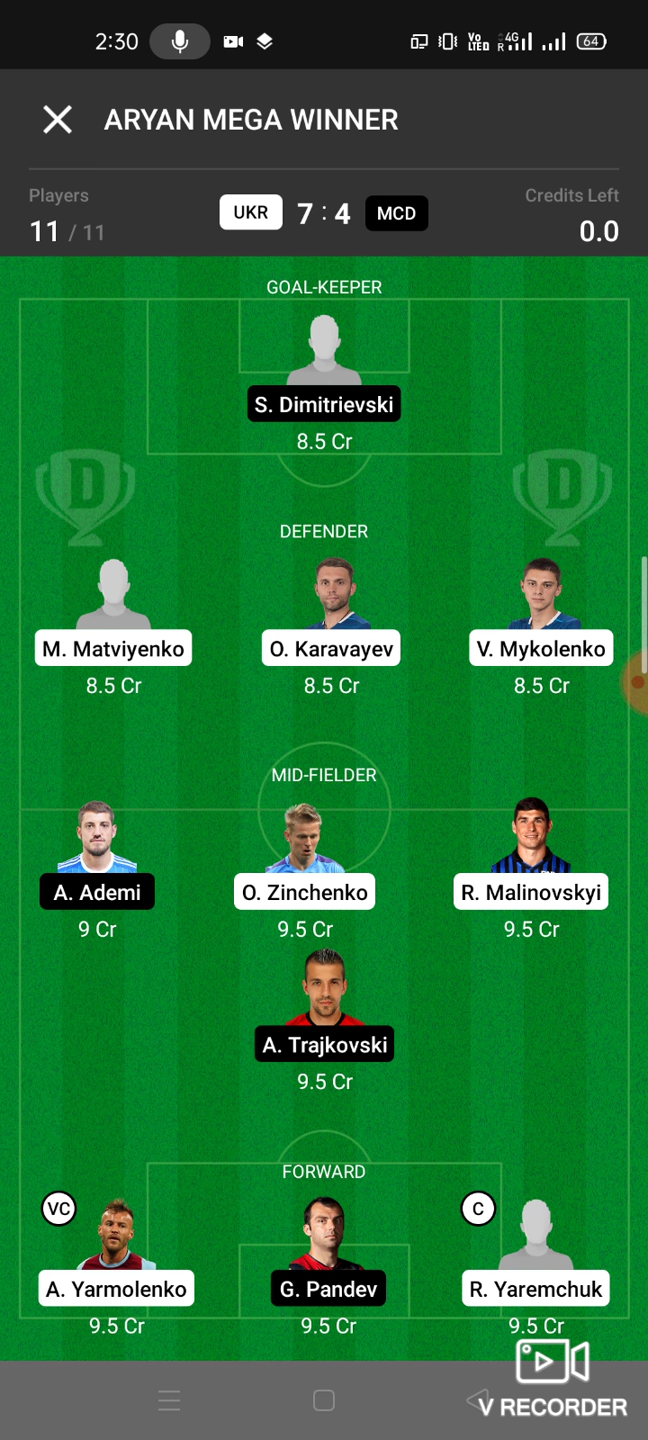 2:30
Vo LTED 4G R 64
ARYAN MEGA WINNER
Players
Credits Left
11 / 11
UKR 7 : 4 MCD
0.0
GOAL-KEEPER
S. Dimitrievski
8.5 Cr
D D
DEFENDER
M. Matviyenko O. Karavayev V. Mykolenko
8.5 Cr 8.5 Cr 8.5 Cr
MID-FIELDER
A. Ademi O. Zinchenko R. Malinovskyi
9 Cr 9.5 Cr 9.5 Cr
A. Trajkovski
9.5 Cr
FORWARD
VC C
A. Yarmolenko G. Pandev R. Yaremchuk
9.5 Cr 9.5 Cr 9.5 Cr
V RECORDER